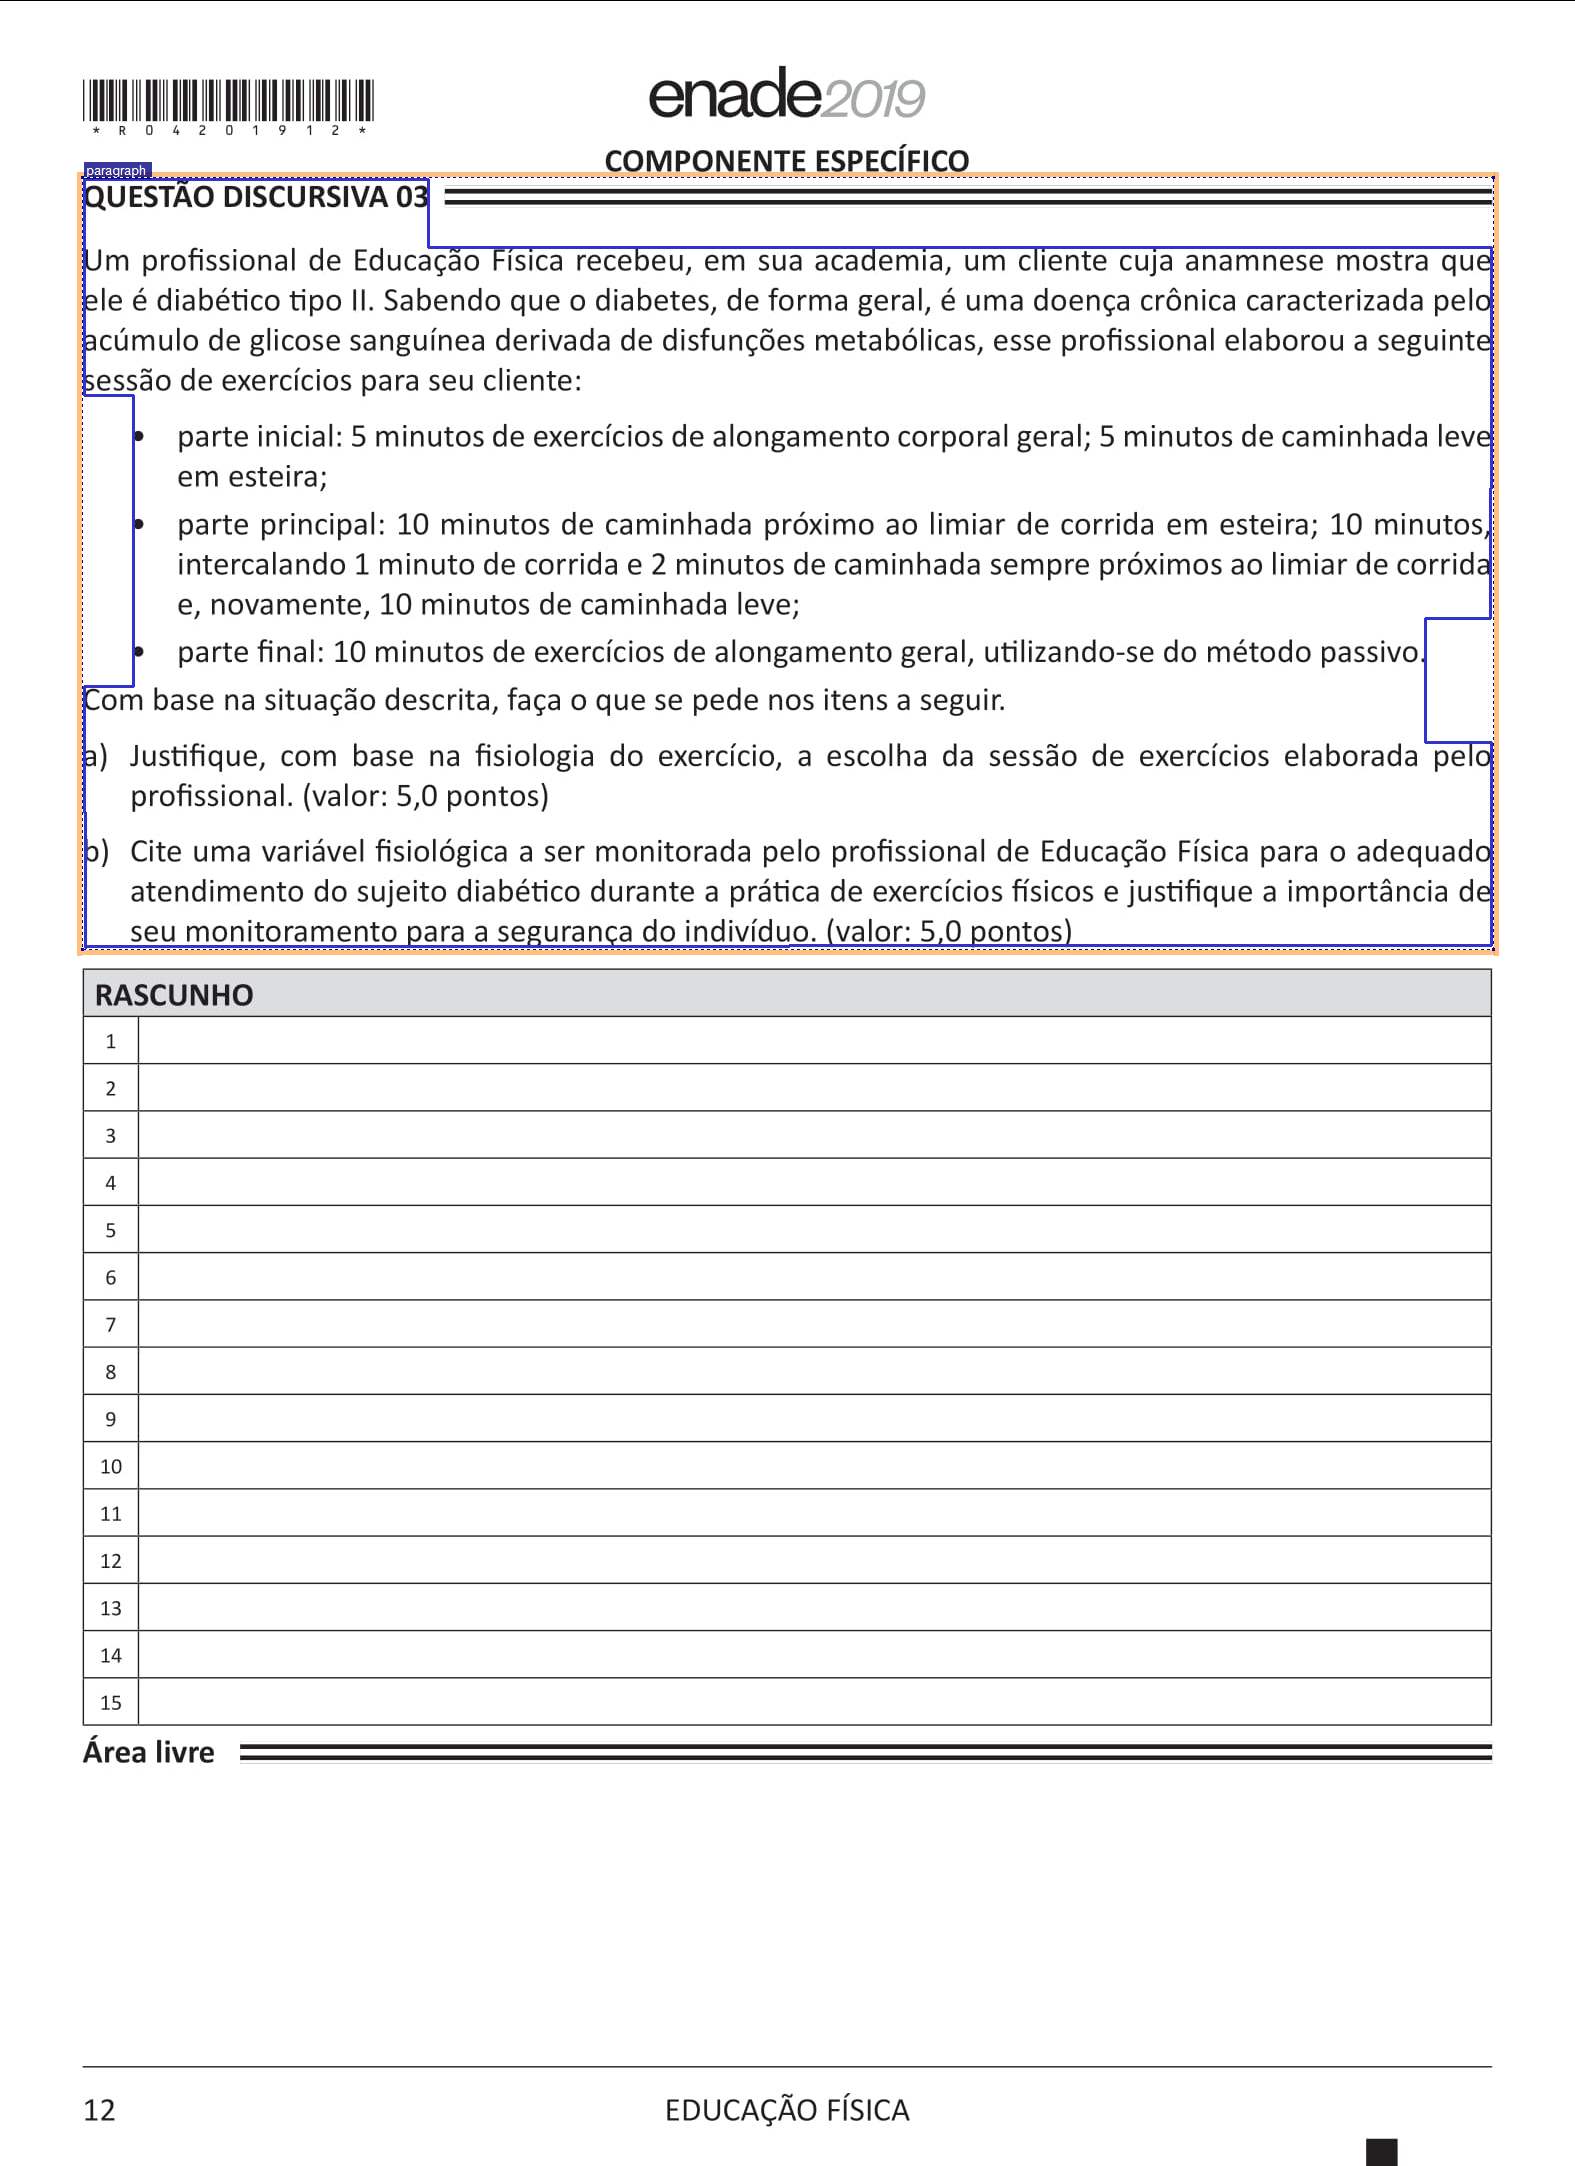 *R04201912*
enade2019
COMPONENTE ESPECÍFICO
paragraph
QUESTÃO DISCURSIVA 03
Um profissional de Educação Física recebeu, em sua academia, um cliente cuja anamnese mostra que
ele é diabético tipo II. Sabendo que o diabetes, de forma geral, é uma doença crônica caracterizada pelo
acúmulo de glicose sanguínea derivada de disfunções metabólicas, esse profissional elaborou a seguinte
sessão de exercícios para seu cliente:
• parte inicial: 5 minutos de exercícios de alongamento corporal geral; 5 minutos de caminhada leve
em esteira;
• parte principal: 10 minutos de caminhada próximo ao limiar de corrida em esteira; 10 minutos,
intercalando 1 minuto de corrida e 2 minutos de caminhada sempre próximos ao limiar de corrida
e, novamente, 10 minutos de caminhada leve;
• parte final: 10 minutos de exercícios de alongamento geral, utilizando-se do método passivo.
Com base na situação descrita, faça o que se pede nos itens a seguir.
a) Justifique, com base na fisiologia do exercício, a escolha da sessão de exercícios elaborada pelo
profissional. (valor: 5,0 pontos)
b) Cite uma variável fisiológica a ser monitorada pelo profissional de Educação Física para o adequado
atendimento do sujeito diabético durante a prática de exercícios físicos e justifique a importância de
seu monitoramento para a segurança do indivíduo. (valor: 5,0 pontos)
RASCUNHO
1
2
3
4
5
6
7
8
9
10
11
12
13
14
15
Área livre
12
EDUCAÇÃO FÍSICA